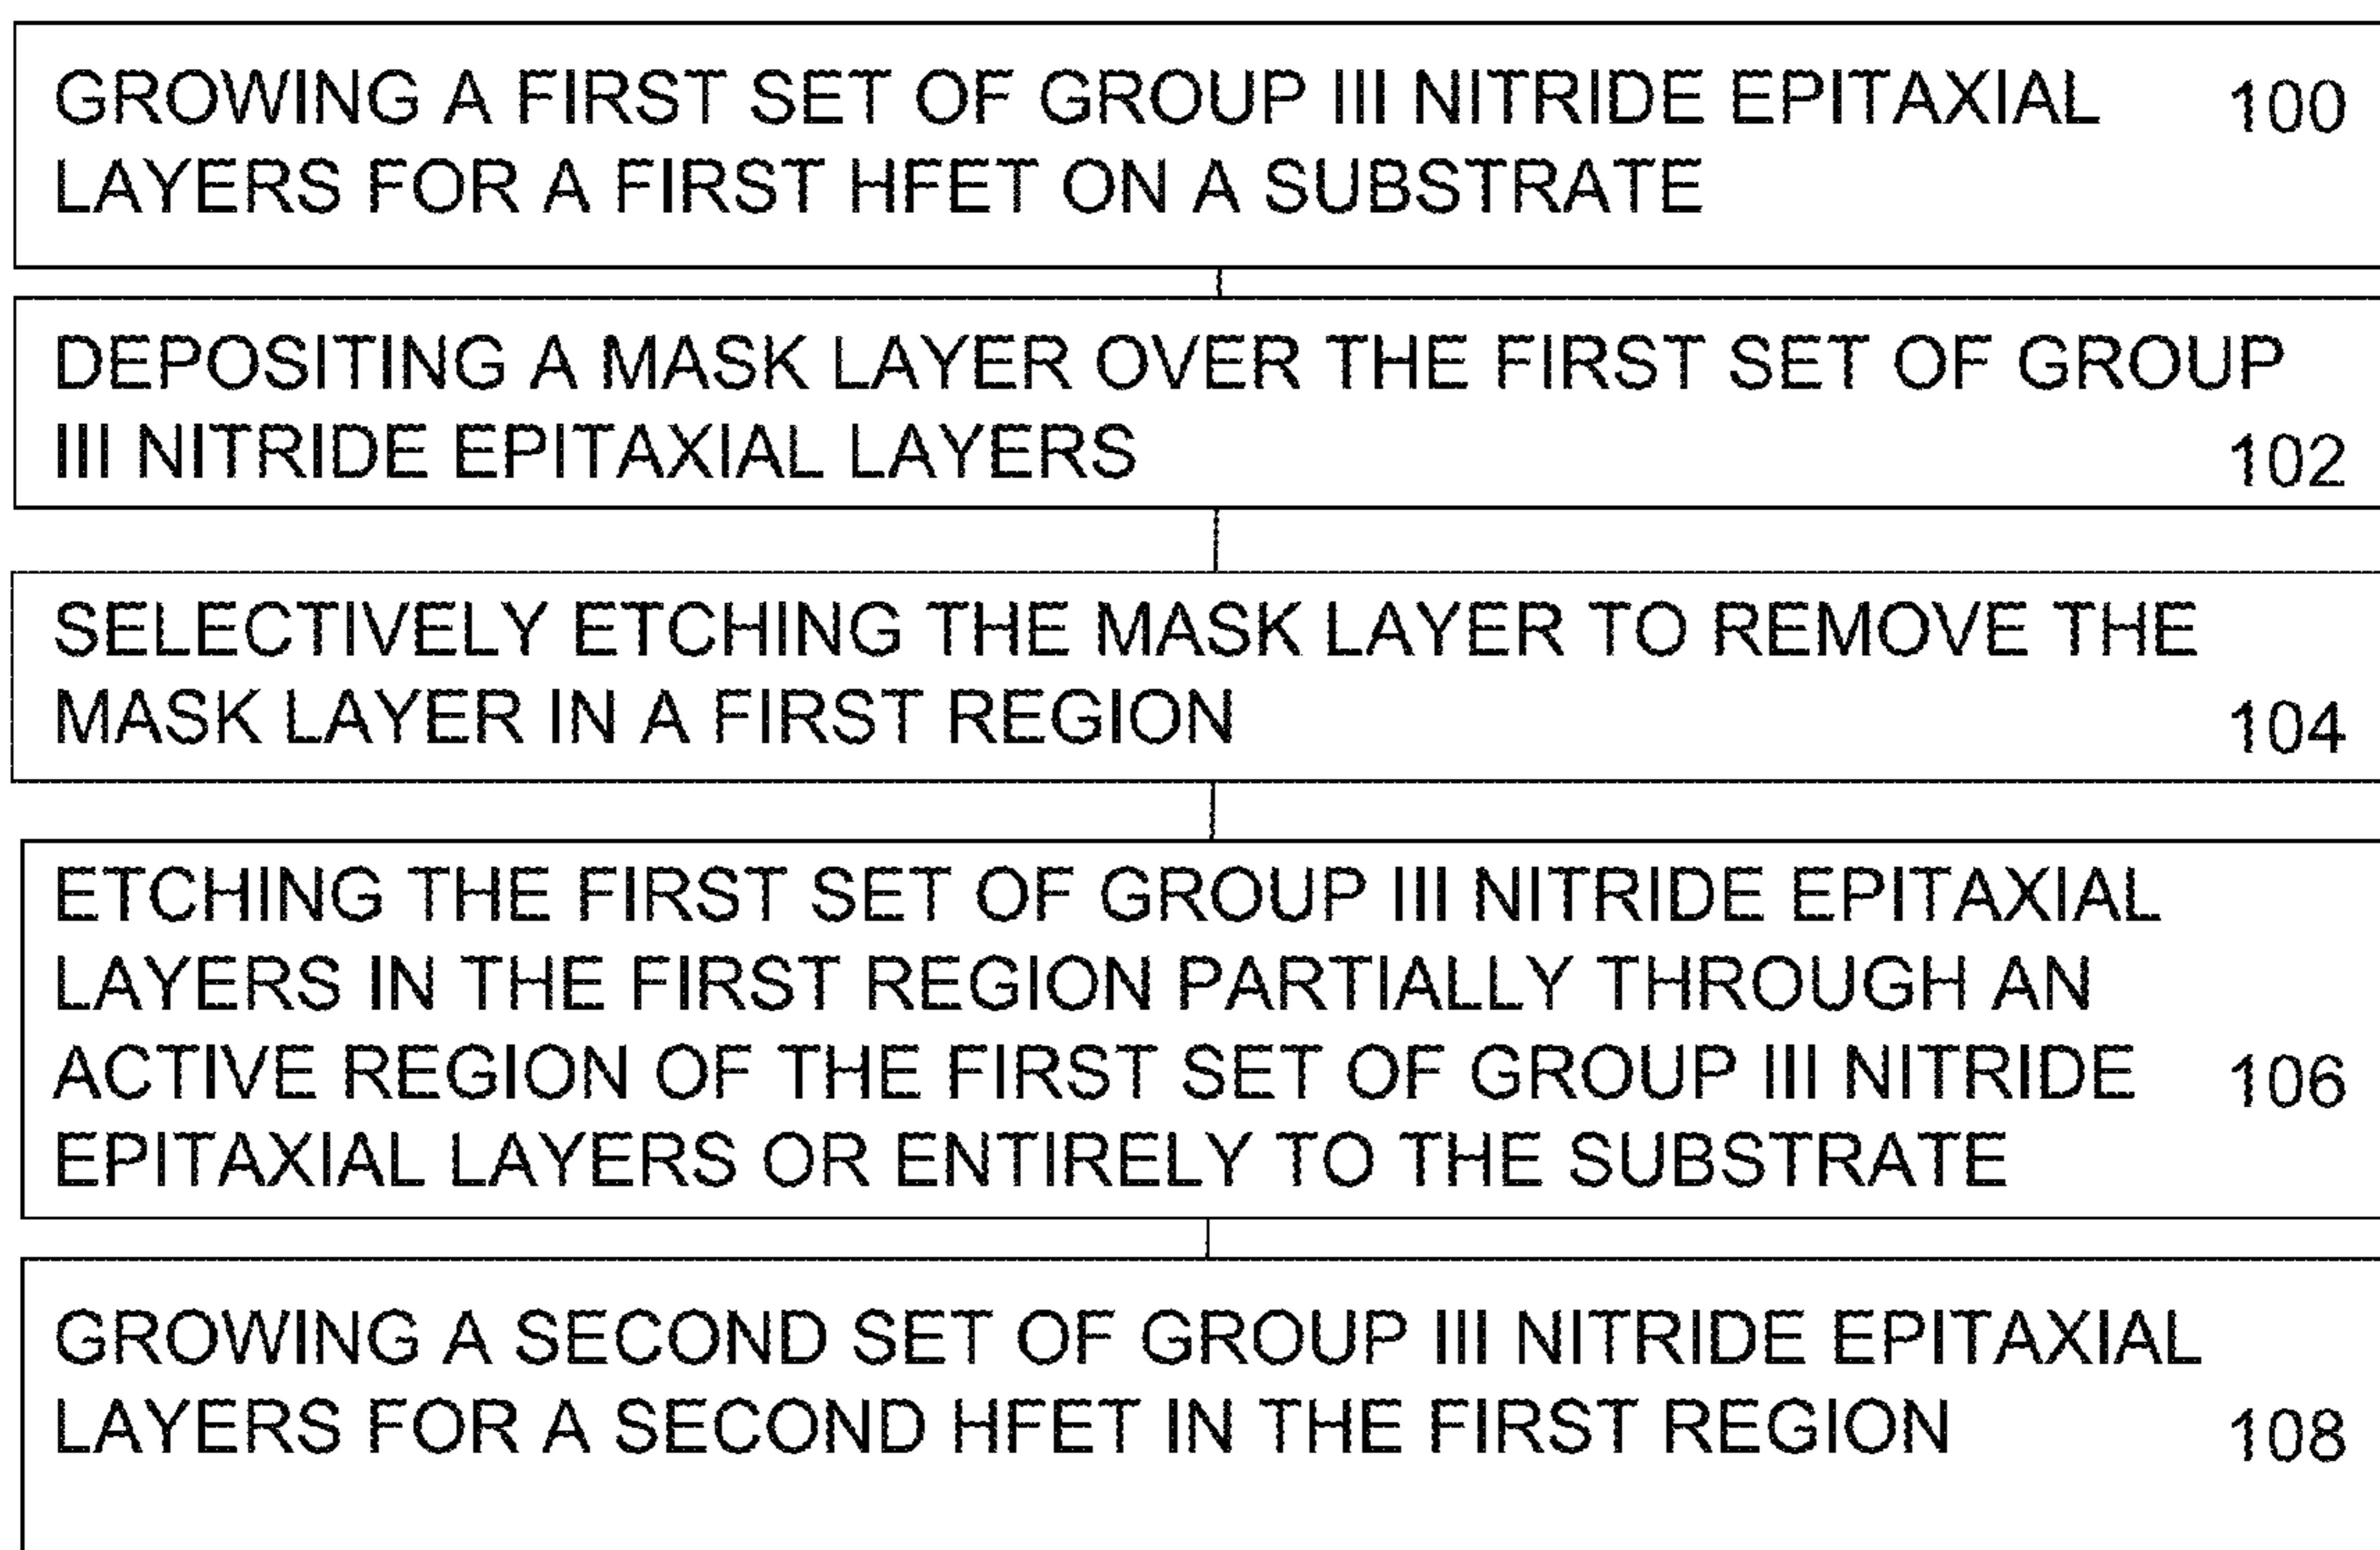 GROWING A FIRST SET OF GROUP III NITRIDE EPITAXIAL 100
LAYERS FOR A FIRST HFET ON A SUBSTRATE
DEPOSITING A MASK LAYER OVER THE FIRST SET OF GROUP
III NITRIDE EPITAXIAL LAYERS 102
SELECTIVELY ETCHING THE MASK LAYER TO REMOVE THE
MASK LAYER IN A FIRST REGION 104
ETCHING THE FIRST SET OF GROUP III NITRIDE EPITAXIAL
LAYERS IN THE FIRST REGION PARTIALLY THROUGH AN
ACTIVE REGION OF THE FIRST SET OF GROUP III NITRIDE 106
EPITAXIAL LAYERS OR ENTIRELY TO THE SUBSTRATE
GROWING A SECOND SET OF GROUP III NITRIDE EPITAXIAL
LAYERS FOR A SECOND HFET IN THE FIRST REGION 108